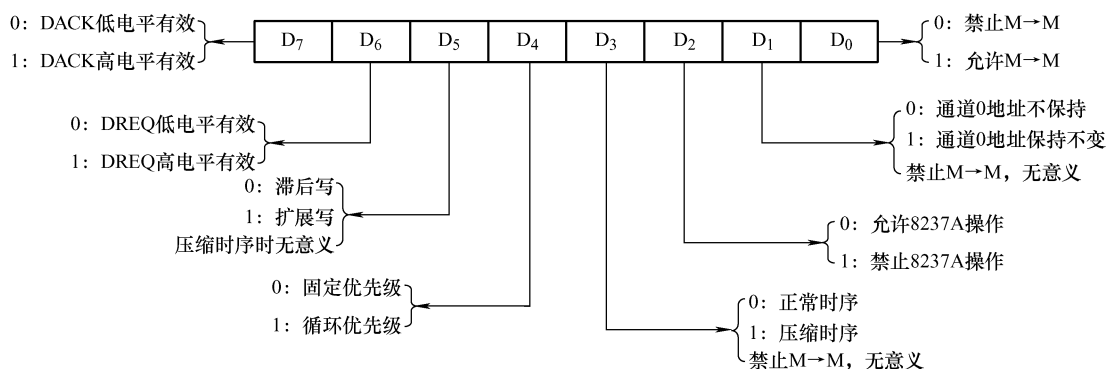 0：DACK低电平有效
1：DACK高电平有效
D7 D6 D5 D4 D3 D2 D1 D0
0：禁止M→M
1：允许M→M
0：DREQ低电平有效
1：DREQ高电平有效
0：通道0地址不保持
1：通道0地址保持不变
禁止M→M，无意义
0：滞后写
1：扩展写
压缩时序时无意义
0：允许8237A操作
1：禁止8237A操作
0：固定优先级
1：循环优先级
0：正常时序
1：压缩时序
禁止M→M，无意义